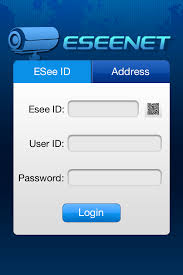 ESEENET
ESee ID Address
Esee ID:
User ID:
Password:
Login